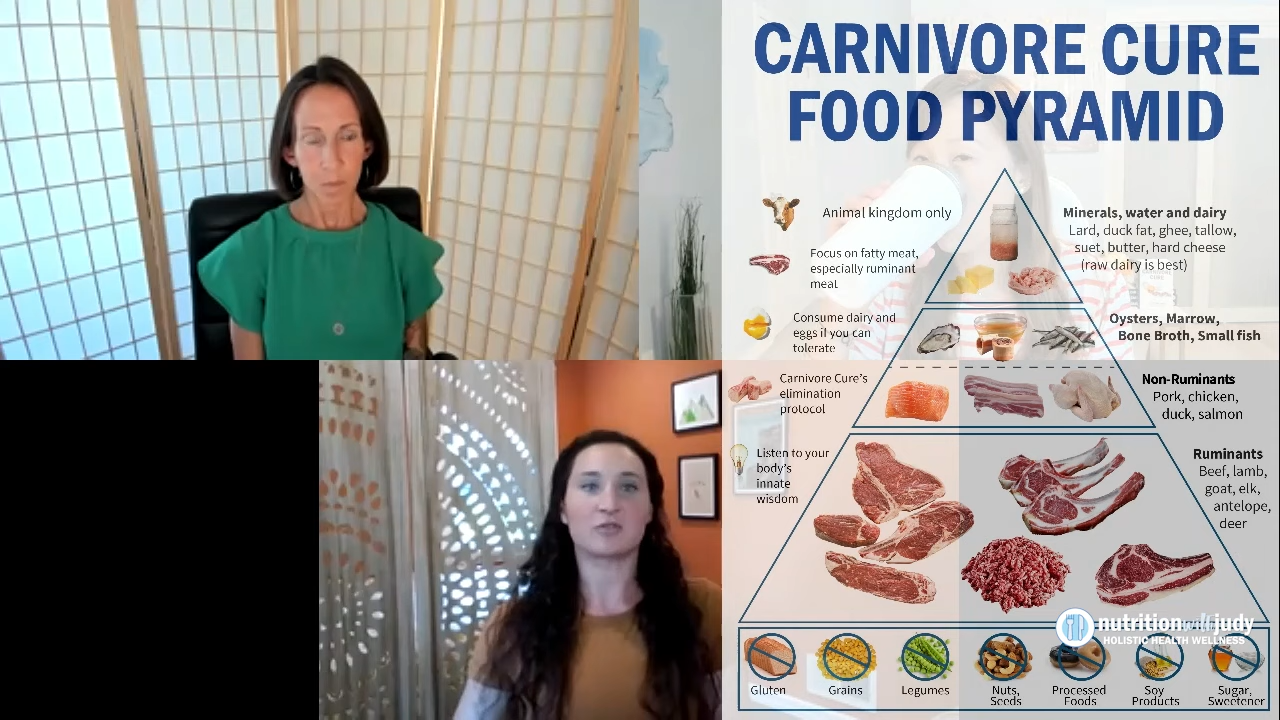 CARNIVORE CURE
FOOD PYRAMID
Animal kingdom only
Focus on fatty meat,
especially ruminant
meat
Consume dairy and
eggs if you can
tolerate
Carnivore Cure's
elimination
protocol
Listen to your
body's
innate
wisdom
Minerals, water and dairy
Lard, duck fat, ghee, tallow,
suet, butter, hard cheese
(raw dairy is best)
Oysters, Marrow,
Bone Broth, Small fish
Non-Ruminants
Pork, chicken,
duck, salmon
Ruminants
Beef, lamb,
goat, elk,
antelope,
deer
nutrition with judy
HOLISTIC HEALTH WELLNESS
Gluten
Grains
Legumes
Nuts,
Seeds
Processed
Foods
Soy
Products
Sugar,
Sweetener